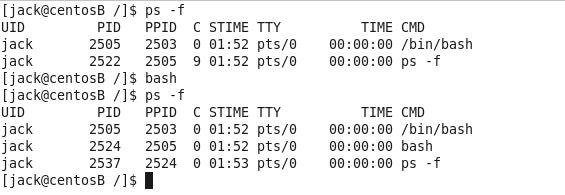 [jack@centosB /]$ ps -f
UID        PID  PPID  C STIME TTY          TIME CMD
jack      2505  2503  0 01:52 pts/0    00:00:00 /bin/bash
jack      2522  2505  9 01:52 pts/0    00:00:00 ps -f
[jack@centosB /]$ bash
[jack@centosB /]$ ps -f
UID        PID  PPID  C STIME TTY          TIME CMD
jack      2505  2503  0 01:52 pts/0    00:00:00 /bin/bash
jack      2524  2505  0 01:52 pts/0    00:00:00 bash
jack      2537  2524  0 01:53 pts/0    00:00:00 ps -f
[jack@centosB /]$